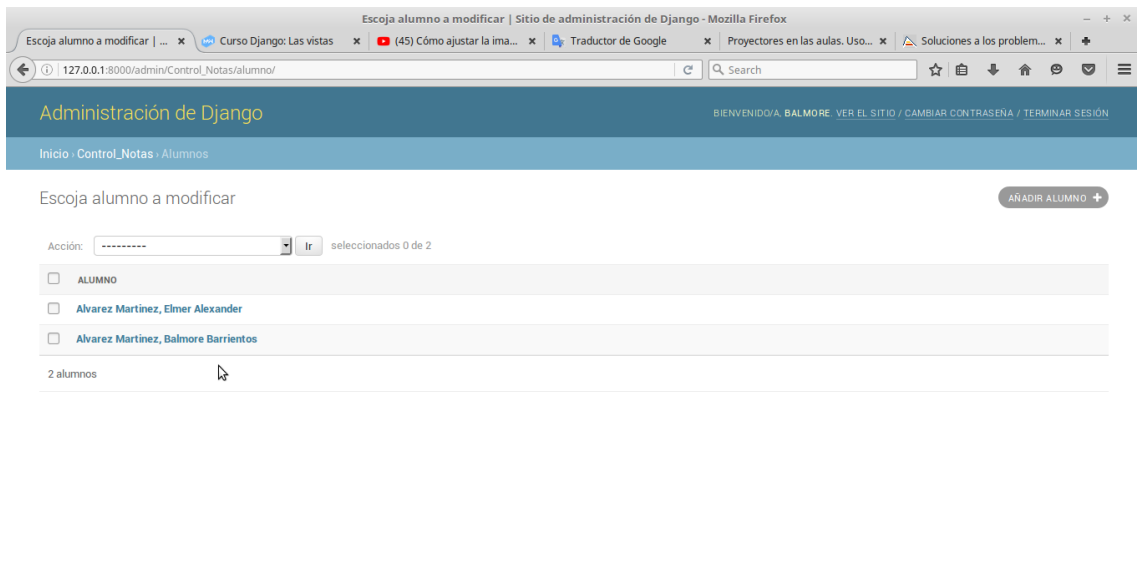 Escoja alumno a modificar | Sitio de administración de Django - Mozilla Firefox
Escoja alumno a modificar | ... Curso Django: Las vistas (45) Cómo ajustar la ima... Traductor de Google Proyectores en las aulas. Uso... Soluciones a los problem...
127.0.0.1:8000/admin/Control_Notas/alumno/ Search
Administración de Django BIENVENIDO/A, BALMORE. VER EL SITIO / CAMBIAR CONTRASEÑA / TERMINAR SESIÓN
Inicio › Control_Notas › Alumnos
Escoja alumno a modificar AÑADIR ALUMNO +
Acción: --------- Ir seleccionados 0 de 2
ALUMNO
Alvarez Martinez, Elmer Alexander
Alvarez Martinez, Balmore Barrientos
2 alumnos